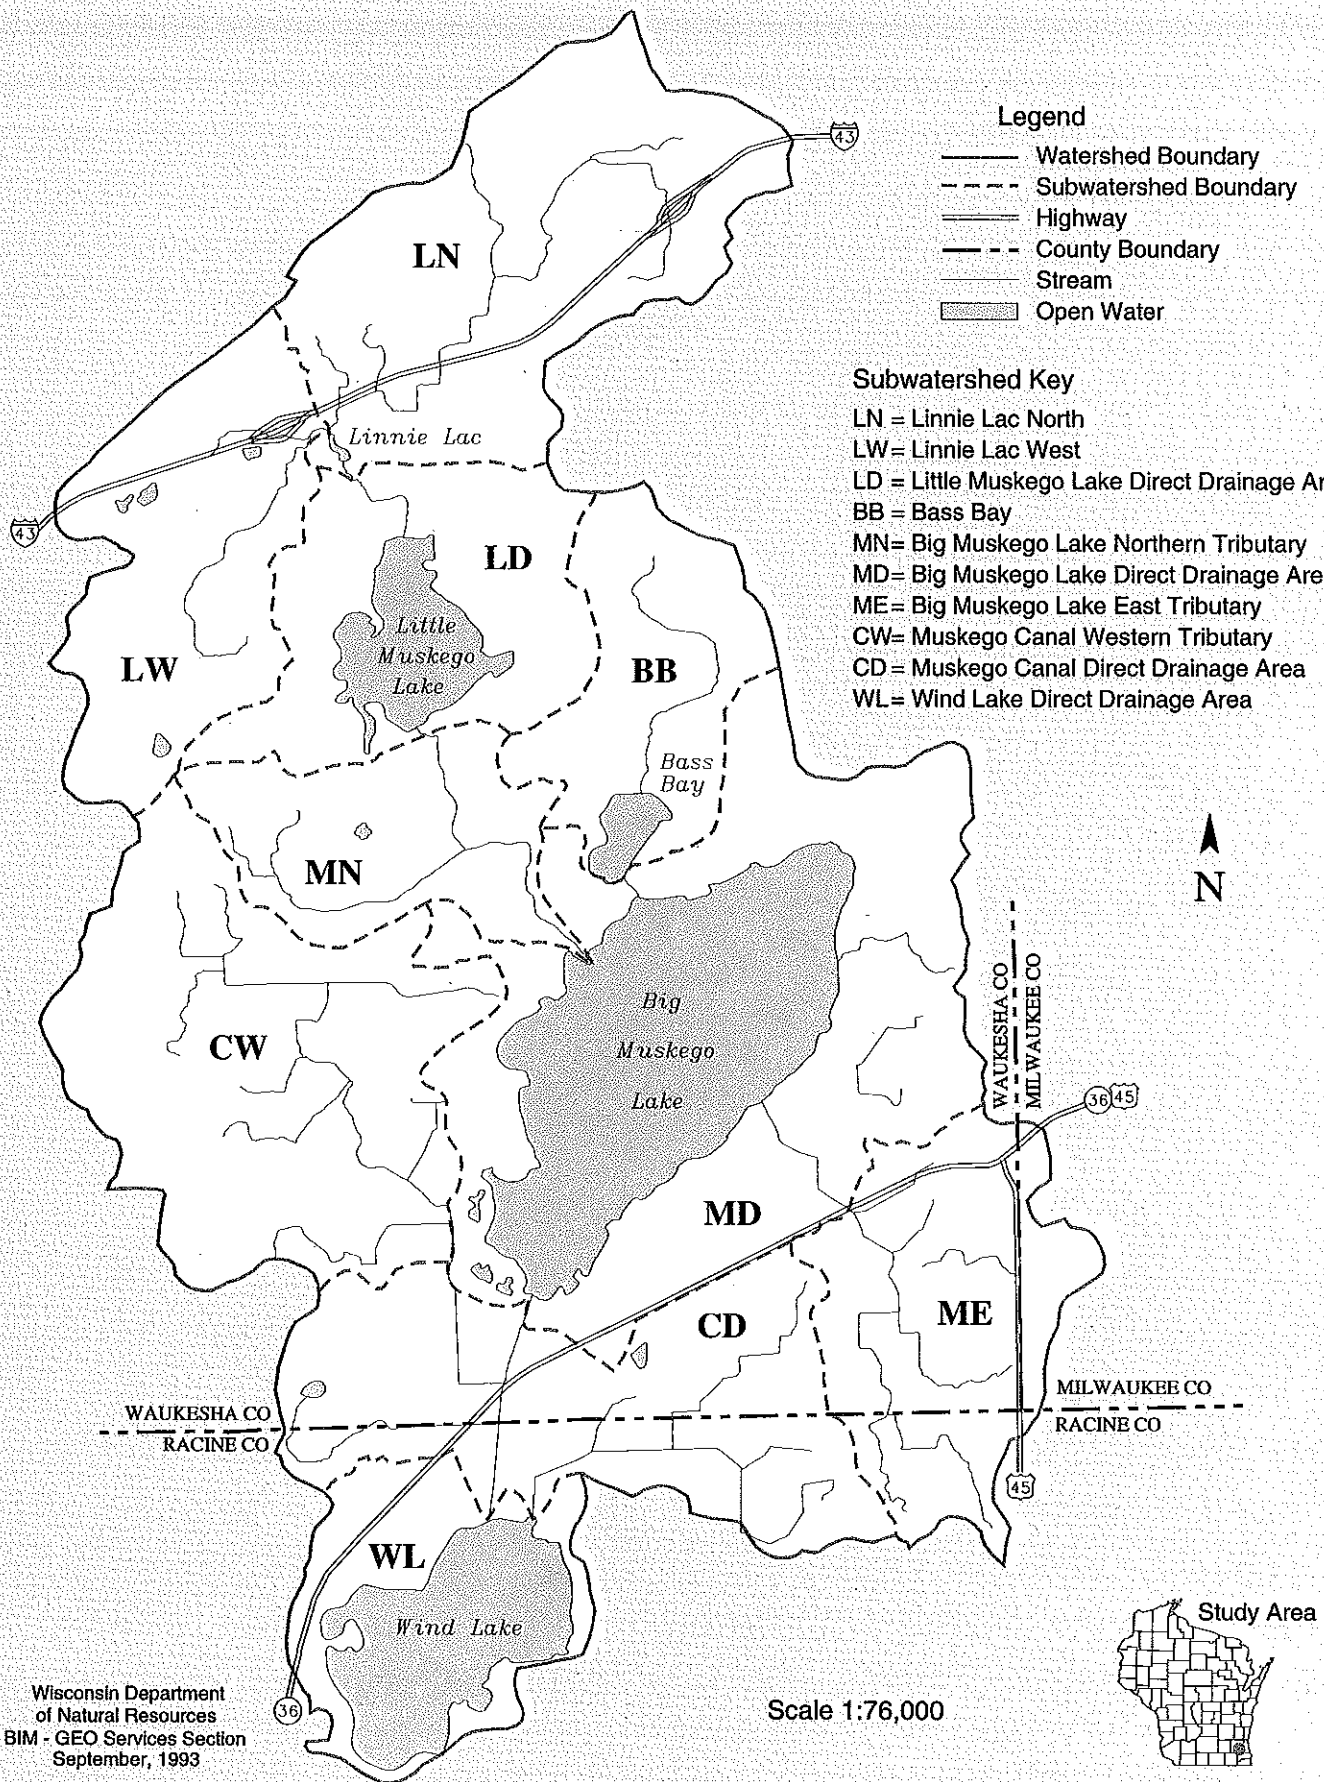 Legend
Watershed Boundary
Subwatershed Boundary
Highway
County Boundary
Stream
Open Water
Subwatershed Key
LN = Linnie Lac North
LW= Linnie Lac West
LD = Little Muskego Lake Direct Drainage Ar
BB = Bass Bay
MN= Big Muskego Lake Northern Tributary
MD= Big Muskego Lake Direct Drainage Are
ME= Big Muskego Lake East Tributary
CW= Muskego Canal Western Tributary
CD = Muskego Canal Direct Drainage Area
WL= Wind Lake Direct Drainage Area
43
LN
Linnie Lac
43
LD
Little
Muskego
Lake
LW
BB
Bass
Bay
MN
N
Big
Muskego
Lake
CW
WAUKESHA CO
MILWAUKEE CO
36
45
MD
CD
ME
WAUKESHA CO
RACINE CO
MILWAUKEE CO
RACINE CO
45
WL
Wind Lake
36
Study Area
Wisconsin Department
of Natural Resources
BIM - GEO Services Section
September, 1993
Scale 1:76,000